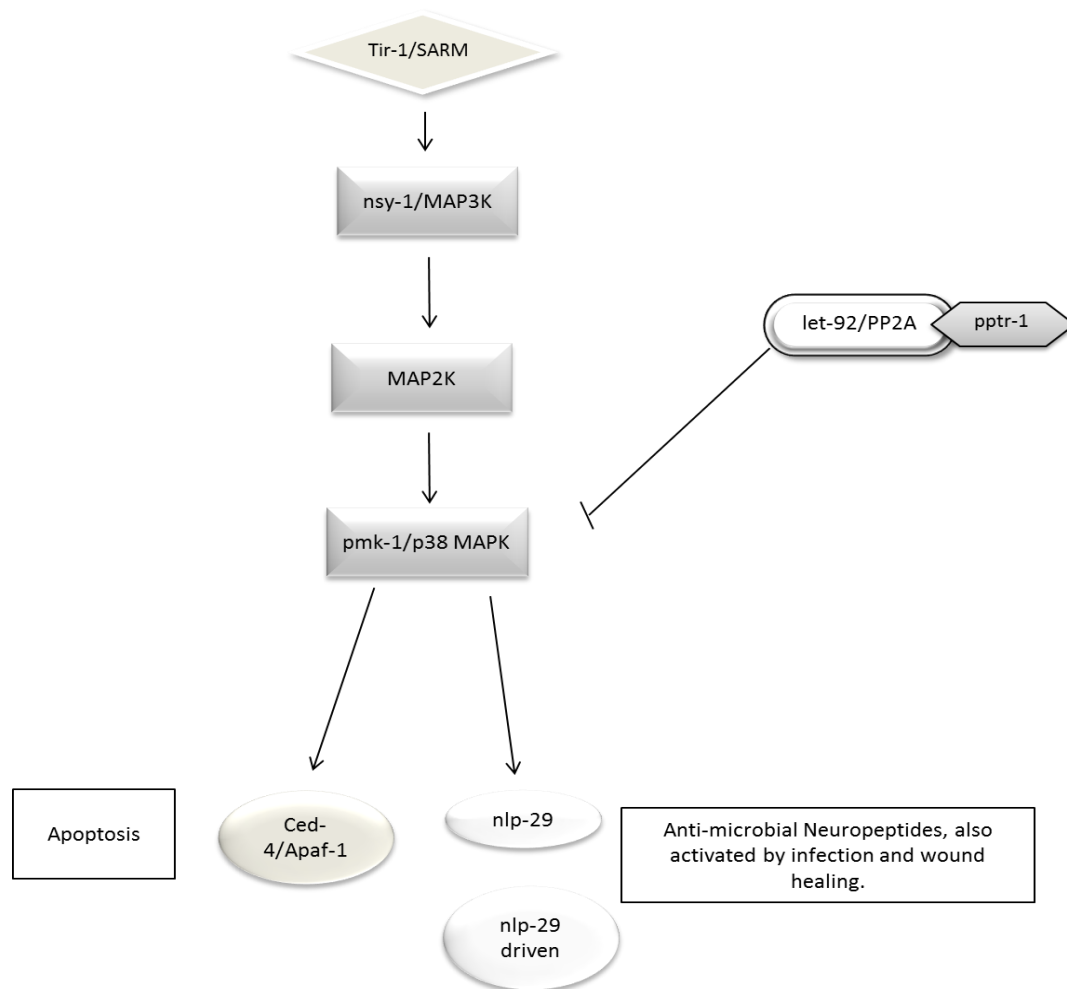 Tir-1/SARM
nsy-1/MAP3K
let-92/PP2A
pptr-1
MAP2K
pmk-1/p38 MAPK
Apoptosis
Ced-
4/Apaf-1
nlp-29
Anti-microbial Neuropeptides, also
activated by infection and wound
healing.
nlp-29
driven